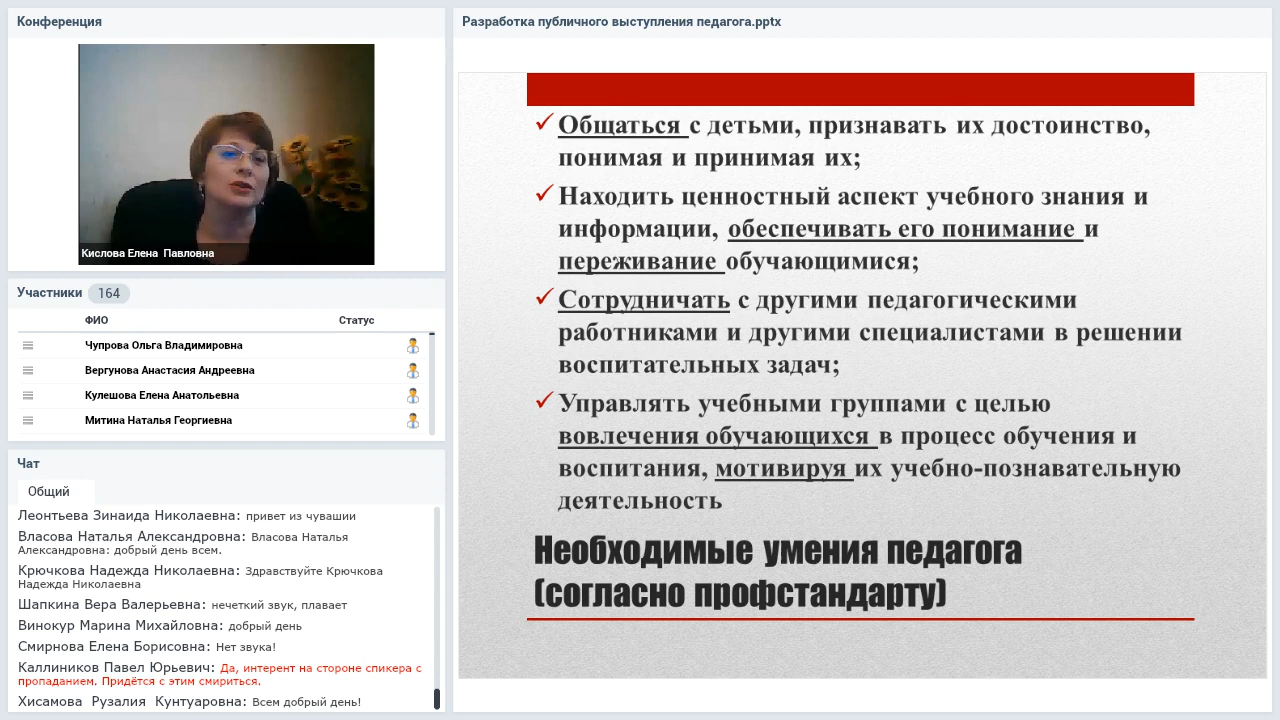 Конференция
Кислова Елена  Павловна
Участники 164
ФИО Статус
Чупрова Ольга Владимировна
Вергунова Анастасия Андреевна
Кулешова Елена Анатольевна
Митина Наталья Георгиевна
Чат
Общий
Леонтьева Зинаида Николаевна: привет из чувашии
Власова Наталья Александровна: Власова Наталья
Александровна: добрый день всем.
Крючкова Надежда Николаевна: Здравствуйте Крючкова
Надежда Николаевна
Шапкина Вера Валерьевна: нечеткий звук, плавает
Винокур Марина Михайловна: добрый день
Смирнова Елена Борисовна: Нет звука!
Каллиников Павел Юрьевич: Да, интерент на стороне спикера с
пропаданием. Придётся с этим смириться.
Хисамова  Рузалия  Кунтуаровна: Всем добрый день!
Разработка публичного выступления педагога.pptx
Общаться с детьми, признавать их достоинство,
понимая и принимая их;
Находить ценностный аспект учебного знания и
информации, обеспечивать его понимание и
переживание обучающимися;
Сотрудничать с другими педагогическими
работниками и другими специалистами в решении
воспитательных задач;
Управлять учебными группами с целью
вовлечения обучающихся в процесс обучения и
воспитания, мотивируя их учебно-познавательную
деятельность
Необходимые умения педагога
(согласно профстандарту)